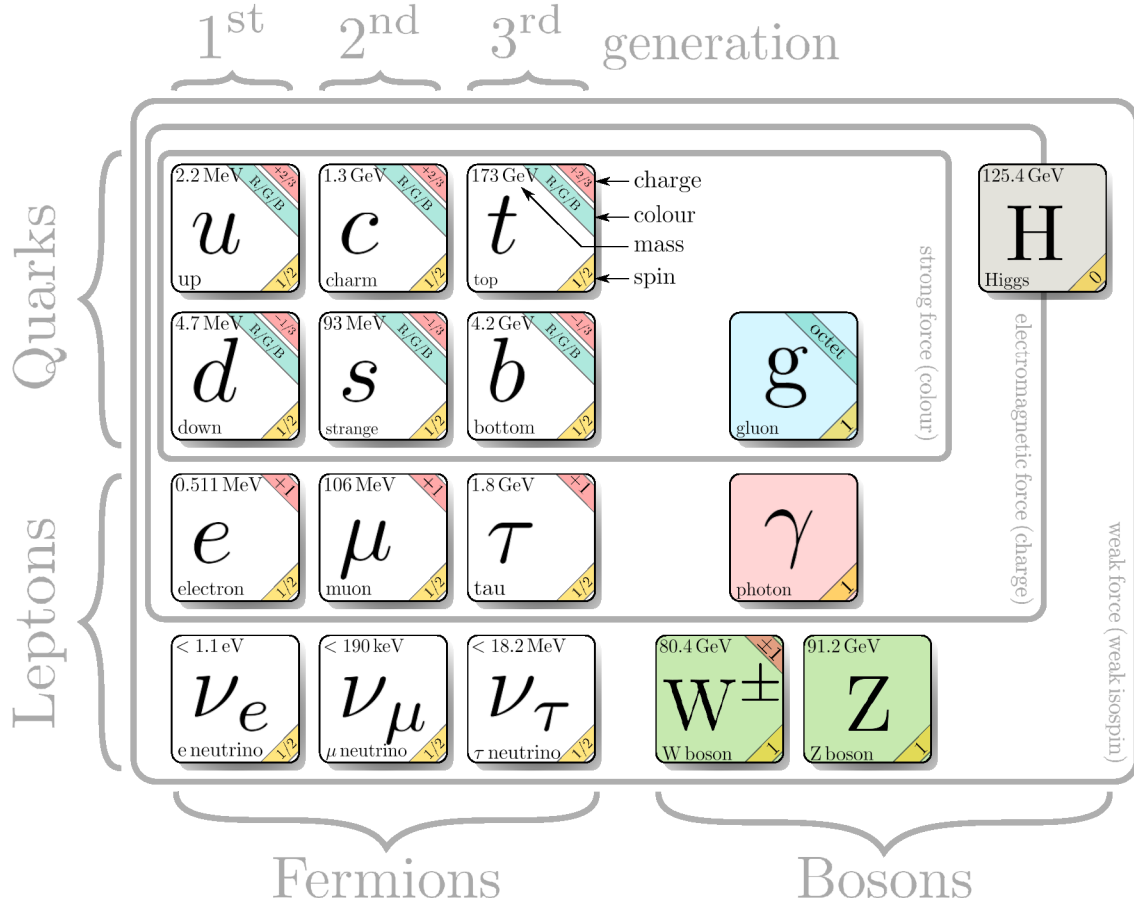 1st 2nd 3rd generation
Quarks
Leptons
2.2 MeV +2/3 R/G/B
u
up 1/2
1.3 GeV +2/3 R/G/B
c
charm 1/2
173 GeV +2/3 R/G/B
t
top 1/2
charge
colour
mass
spin
125.4 GeV
H
Higgs 0
4.7 MeV −1/3 R/G/B
d
down 1/2
93 MeV −1/3 R/G/B
s
strange 1/2
4.2 GeV −1/3 R/G/B
b
bottom 1/2
octet
g
gluon 1
strong force (colour)
0.511 MeV +1
e
electron 1/2
106 MeV +1
μ
muon 1/2
1.8 GeV +1
τ
tau 1/2
γ
photon 1
electromagnetic force (charge)
< 1.1 eV
νe
e neutrino 1/2
< 190 keV
νμ
μ neutrino 1/2
< 18.2 MeV
ντ
τ neutrino 1/2
80.4 GeV ±1
W±
W boson 1
91.2 GeV
Z
Z boson 1
weak force (weak isospin)
Fermions
Bosons